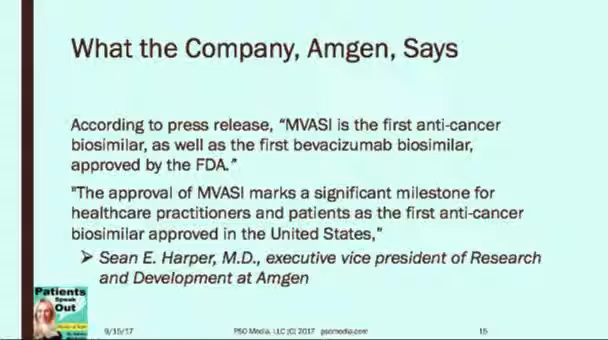 What the Company, Amgen, Says
According to press release, “MVASI is the first anti-cancer
biosimilar, as well as the first bevacizumab biosimilar,
approved by the FDA.”
"The approval of MVASI marks a significant milestone for
healthcare practitioners and patients as the first anti-cancer
biosimilar approved in the United States,”
➢ Sean E. Harper, M.D., executive vice president of Research
and Development at Amgen
Patients
Speak
Out
9/15/17 PSO Media, LLC (C) 2017 psomedia.com 15